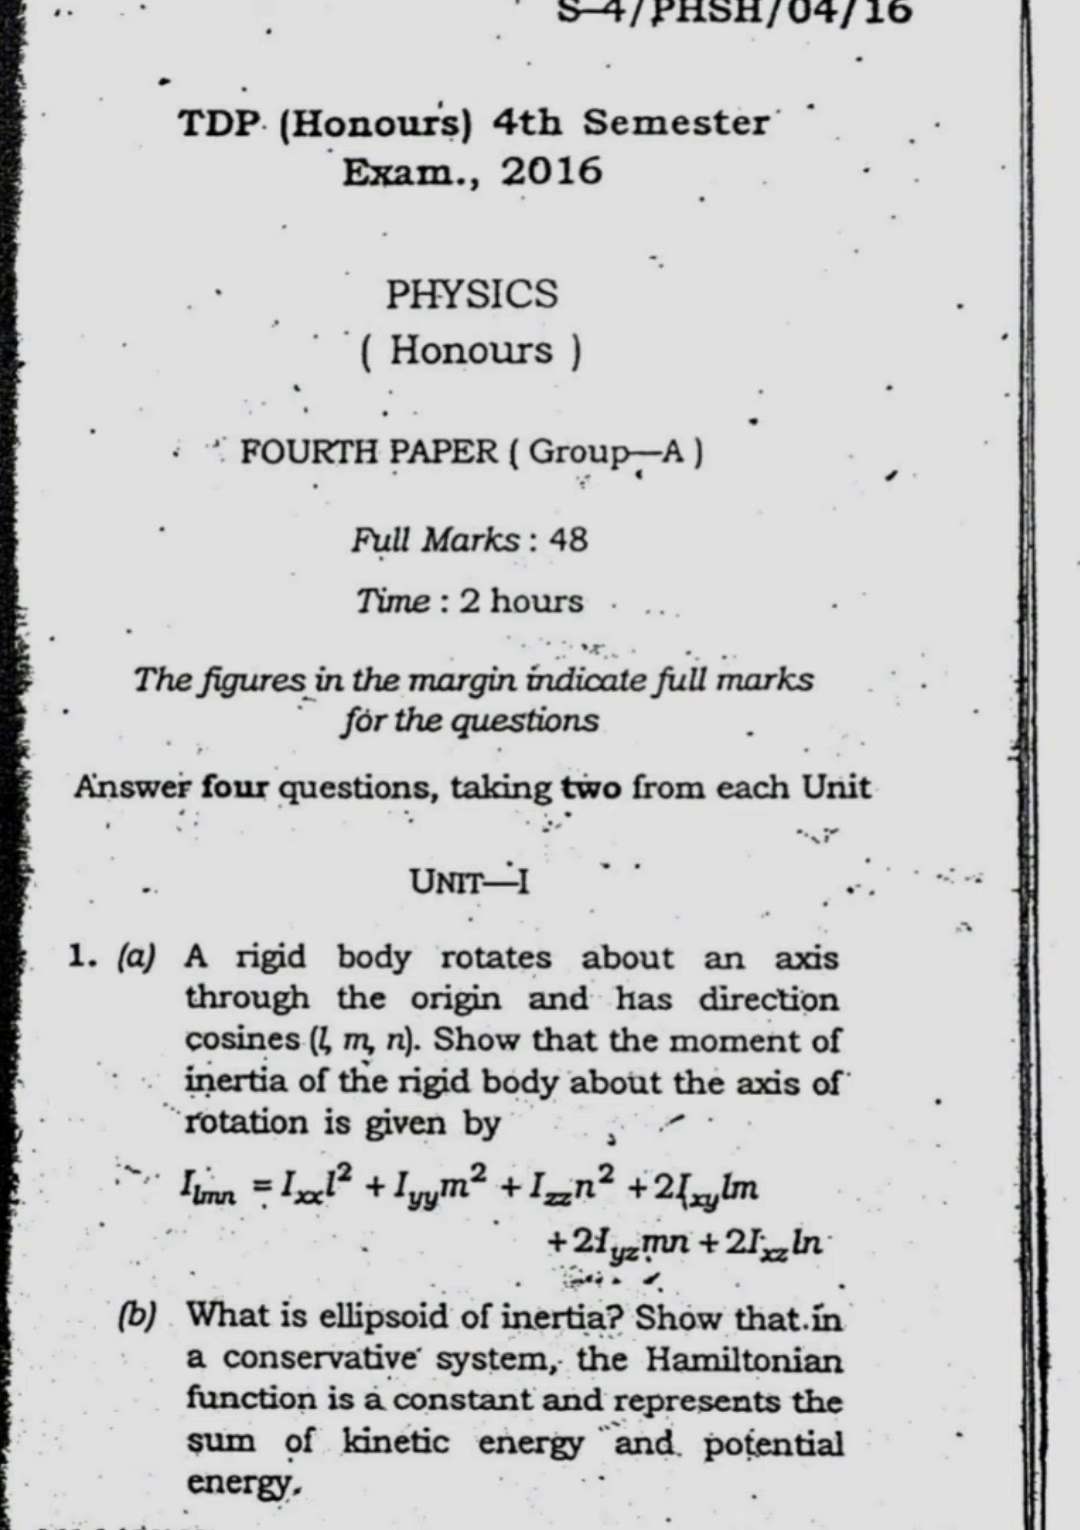 S-4/PHSH/04/16
TDP (Honours) 4th Semester
Exam., 2016
PHYSICS
( Honours )
FOURTH PAPER ( Group—A )
Full Marks : 48
Time : 2 hours
The figures in the margin indicate full marks
for the questions
Answer four questions, taking two from each Unit
UNIT—I
1. (a) A rigid body rotates about an axis
through the origin and has direction
cosines (l, m, n). Show that the moment of
inertia of the rigid body about the axis of
rotation is given by
I_lmn = I_xx l² + I_yy m² + I_zz n² + 2I_xy lm
+ 2I_yz mn + 2I_xz ln
(b) What is ellipsoid of inertia? Show that in
a conservative system, the Hamiltonian
function is a constant and represents the
sum of kinetic energy and potential
energy.